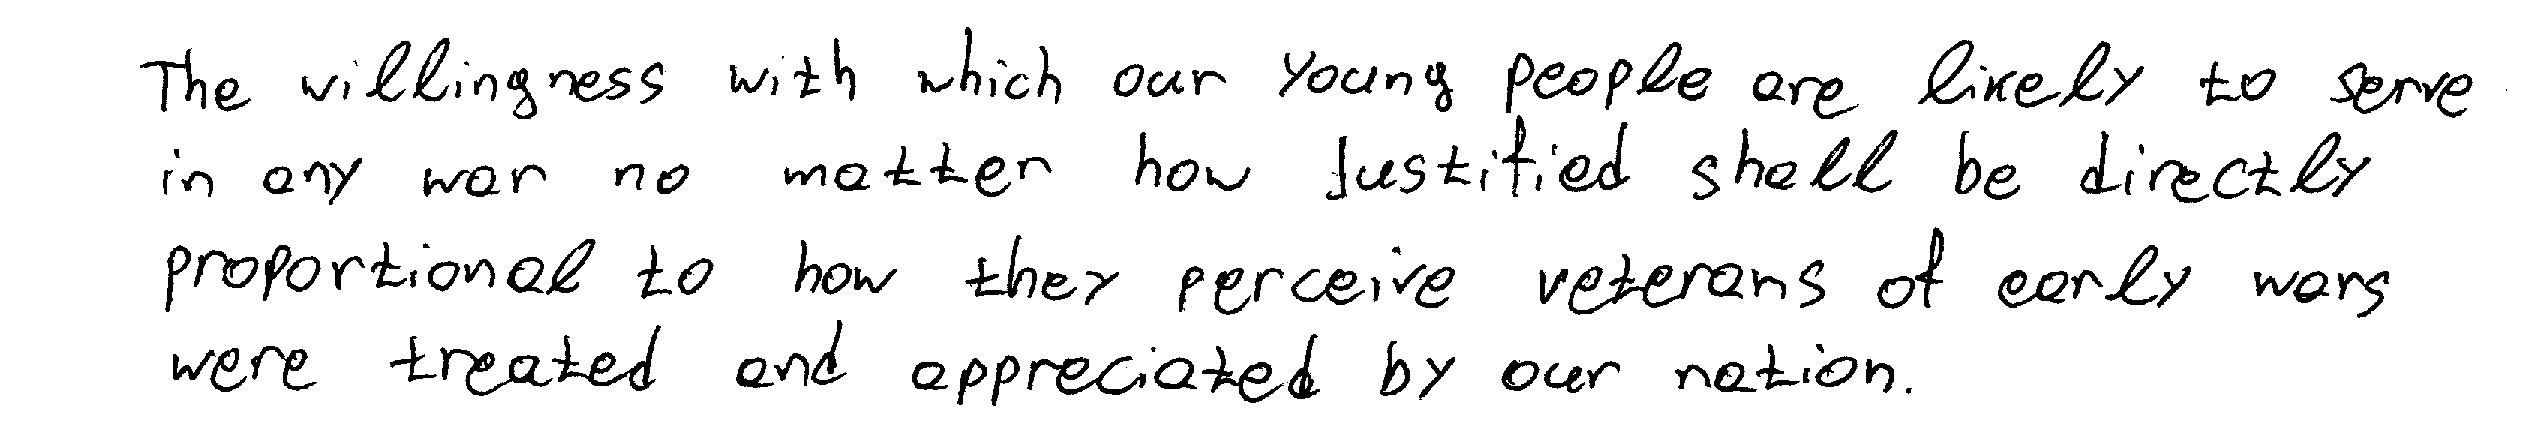 The willingness with which our young people are likely to serve
in any war no matter how justified shall be directly
proportional to how they perceive veterans of early wars
were treated and appreciated by our nation.